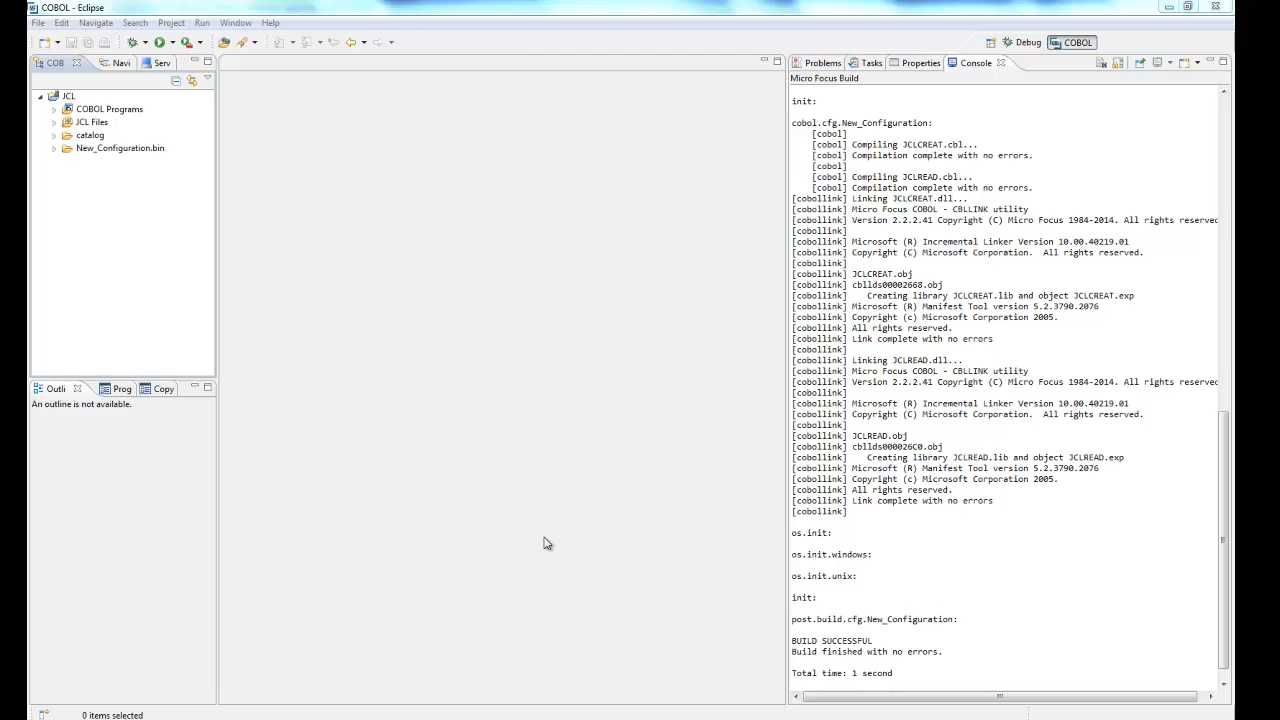 COBOL - Eclipse
File Edit Navigate Search Project Run Window Help
Debug COBOL
COB Navi Serv
JCL
COBOL Programs
JCL Files
catalog
New_Configuration.bin
Outli Prog Copy
An outline is not available.
Problems Tasks Properties Console
Micro Focus Build
init:
cobol.cfg.New_Configuration:
[cobol]
[cobol] Compiling JCLCREAT.cbl...
[cobol] Compilation complete with no errors.
[cobol]
[cobol] Compiling JCLREAD.cbl...
[cobol] Compilation complete with no errors.
[cobollink] Linking JCLCREAT.dll...
[cobollink] Micro Focus COBOL - CBLLINK utility
[cobollink] Version 2.2.2.41 Copyright (C) Micro Focus 1984-2014. All rights reserved
[cobollink]
[cobollink] Microsoft (R) Incremental Linker Version 10.00.40219.01
[cobollink] Copyright (C) Microsoft Corporation.  All rights reserved.
[cobollink]
[cobollink] JCLCREAT.obj
[cobollink] cbllds00002668.obj
[cobollink]    Creating library JCLCREAT.lib and object JCLCREAT.exp
[cobollink] Microsoft (R) Manifest Tool version 5.2.3790.2076
[cobollink] Copyright (c) Microsoft Corporation 2005.
[cobollink] All rights reserved.
[cobollink] Link complete with no errors
[cobollink]
[cobollink] Linking JCLREAD.dll...
[cobollink] Micro Focus COBOL - CBLLINK utility
[cobollink] Version 2.2.2.41 Copyright (C) Micro Focus 1984-2014. All rights reserved
[cobollink]
[cobollink] Microsoft (R) Incremental Linker Version 10.00.40219.01
[cobollink] Copyright (C) Microsoft Corporation.  All rights reserved.
[cobollink]
[cobollink] JCLREAD.obj
[cobollink] cbllds000026C0.obj
[cobollink]    Creating library JCLREAD.lib and object JCLREAD.exp
[cobollink] Microsoft (R) Manifest Tool version 5.2.3790.2076
[cobollink] Copyright (c) Microsoft Corporation 2005.
[cobollink] All rights reserved.
[cobollink] Link complete with no errors
[cobollink]
os.init:
os.init.windows:
os.init.unix:
init:
post.build.cfg.New_Configuration:
BUILD SUCCESSFUL
Build finished with no errors.
Total time: 1 second
0 items selected